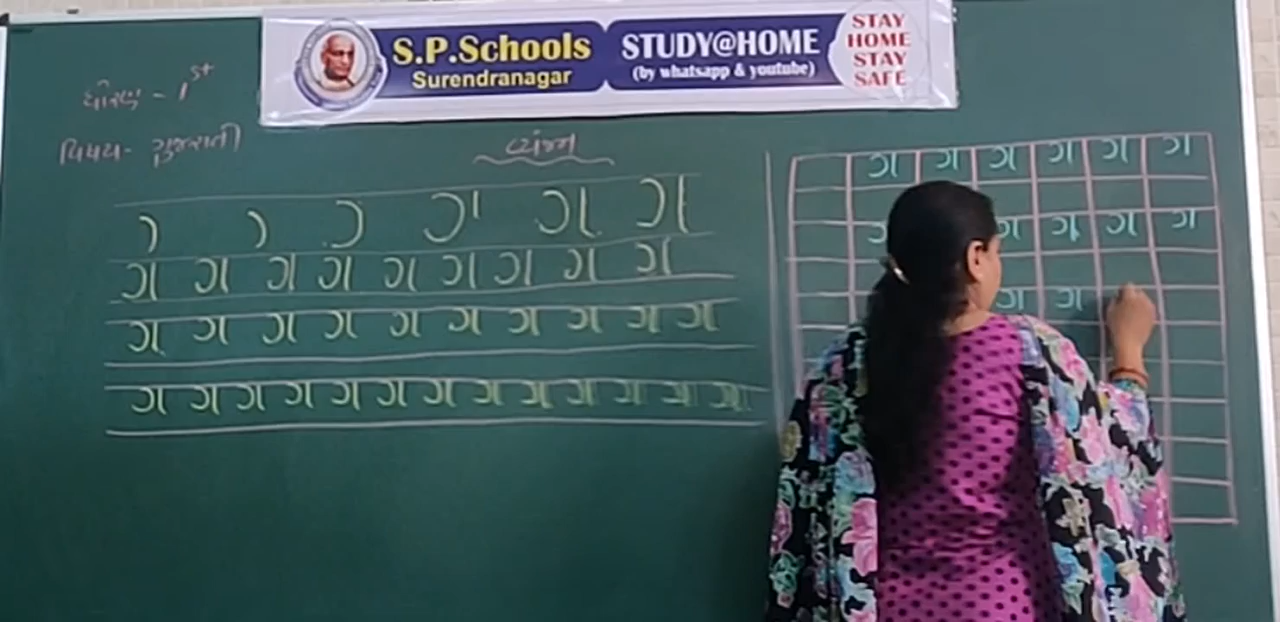 S.P.Schools
Surendranagar
STUDY@HOME
(by whatsapp & youtube)
STAY
HOME
STAY
SAFE
ધોરણ - 1st
વિષય - ગુજરાતી
વ્યંજન
ગ ગ
ગ ગ ગ ગ ગ ગ ગ ગ ગ
ગ ગ ગ ગ ગ ગ ગ ગ ગ ગ
ગ ગ ગ ગ ગ ગ ગ ગ ગ ગ ગ ગ ગ
ગ ગ ગ ગ ગ ગ
ગ ગ ગ ગ
ગ ગ